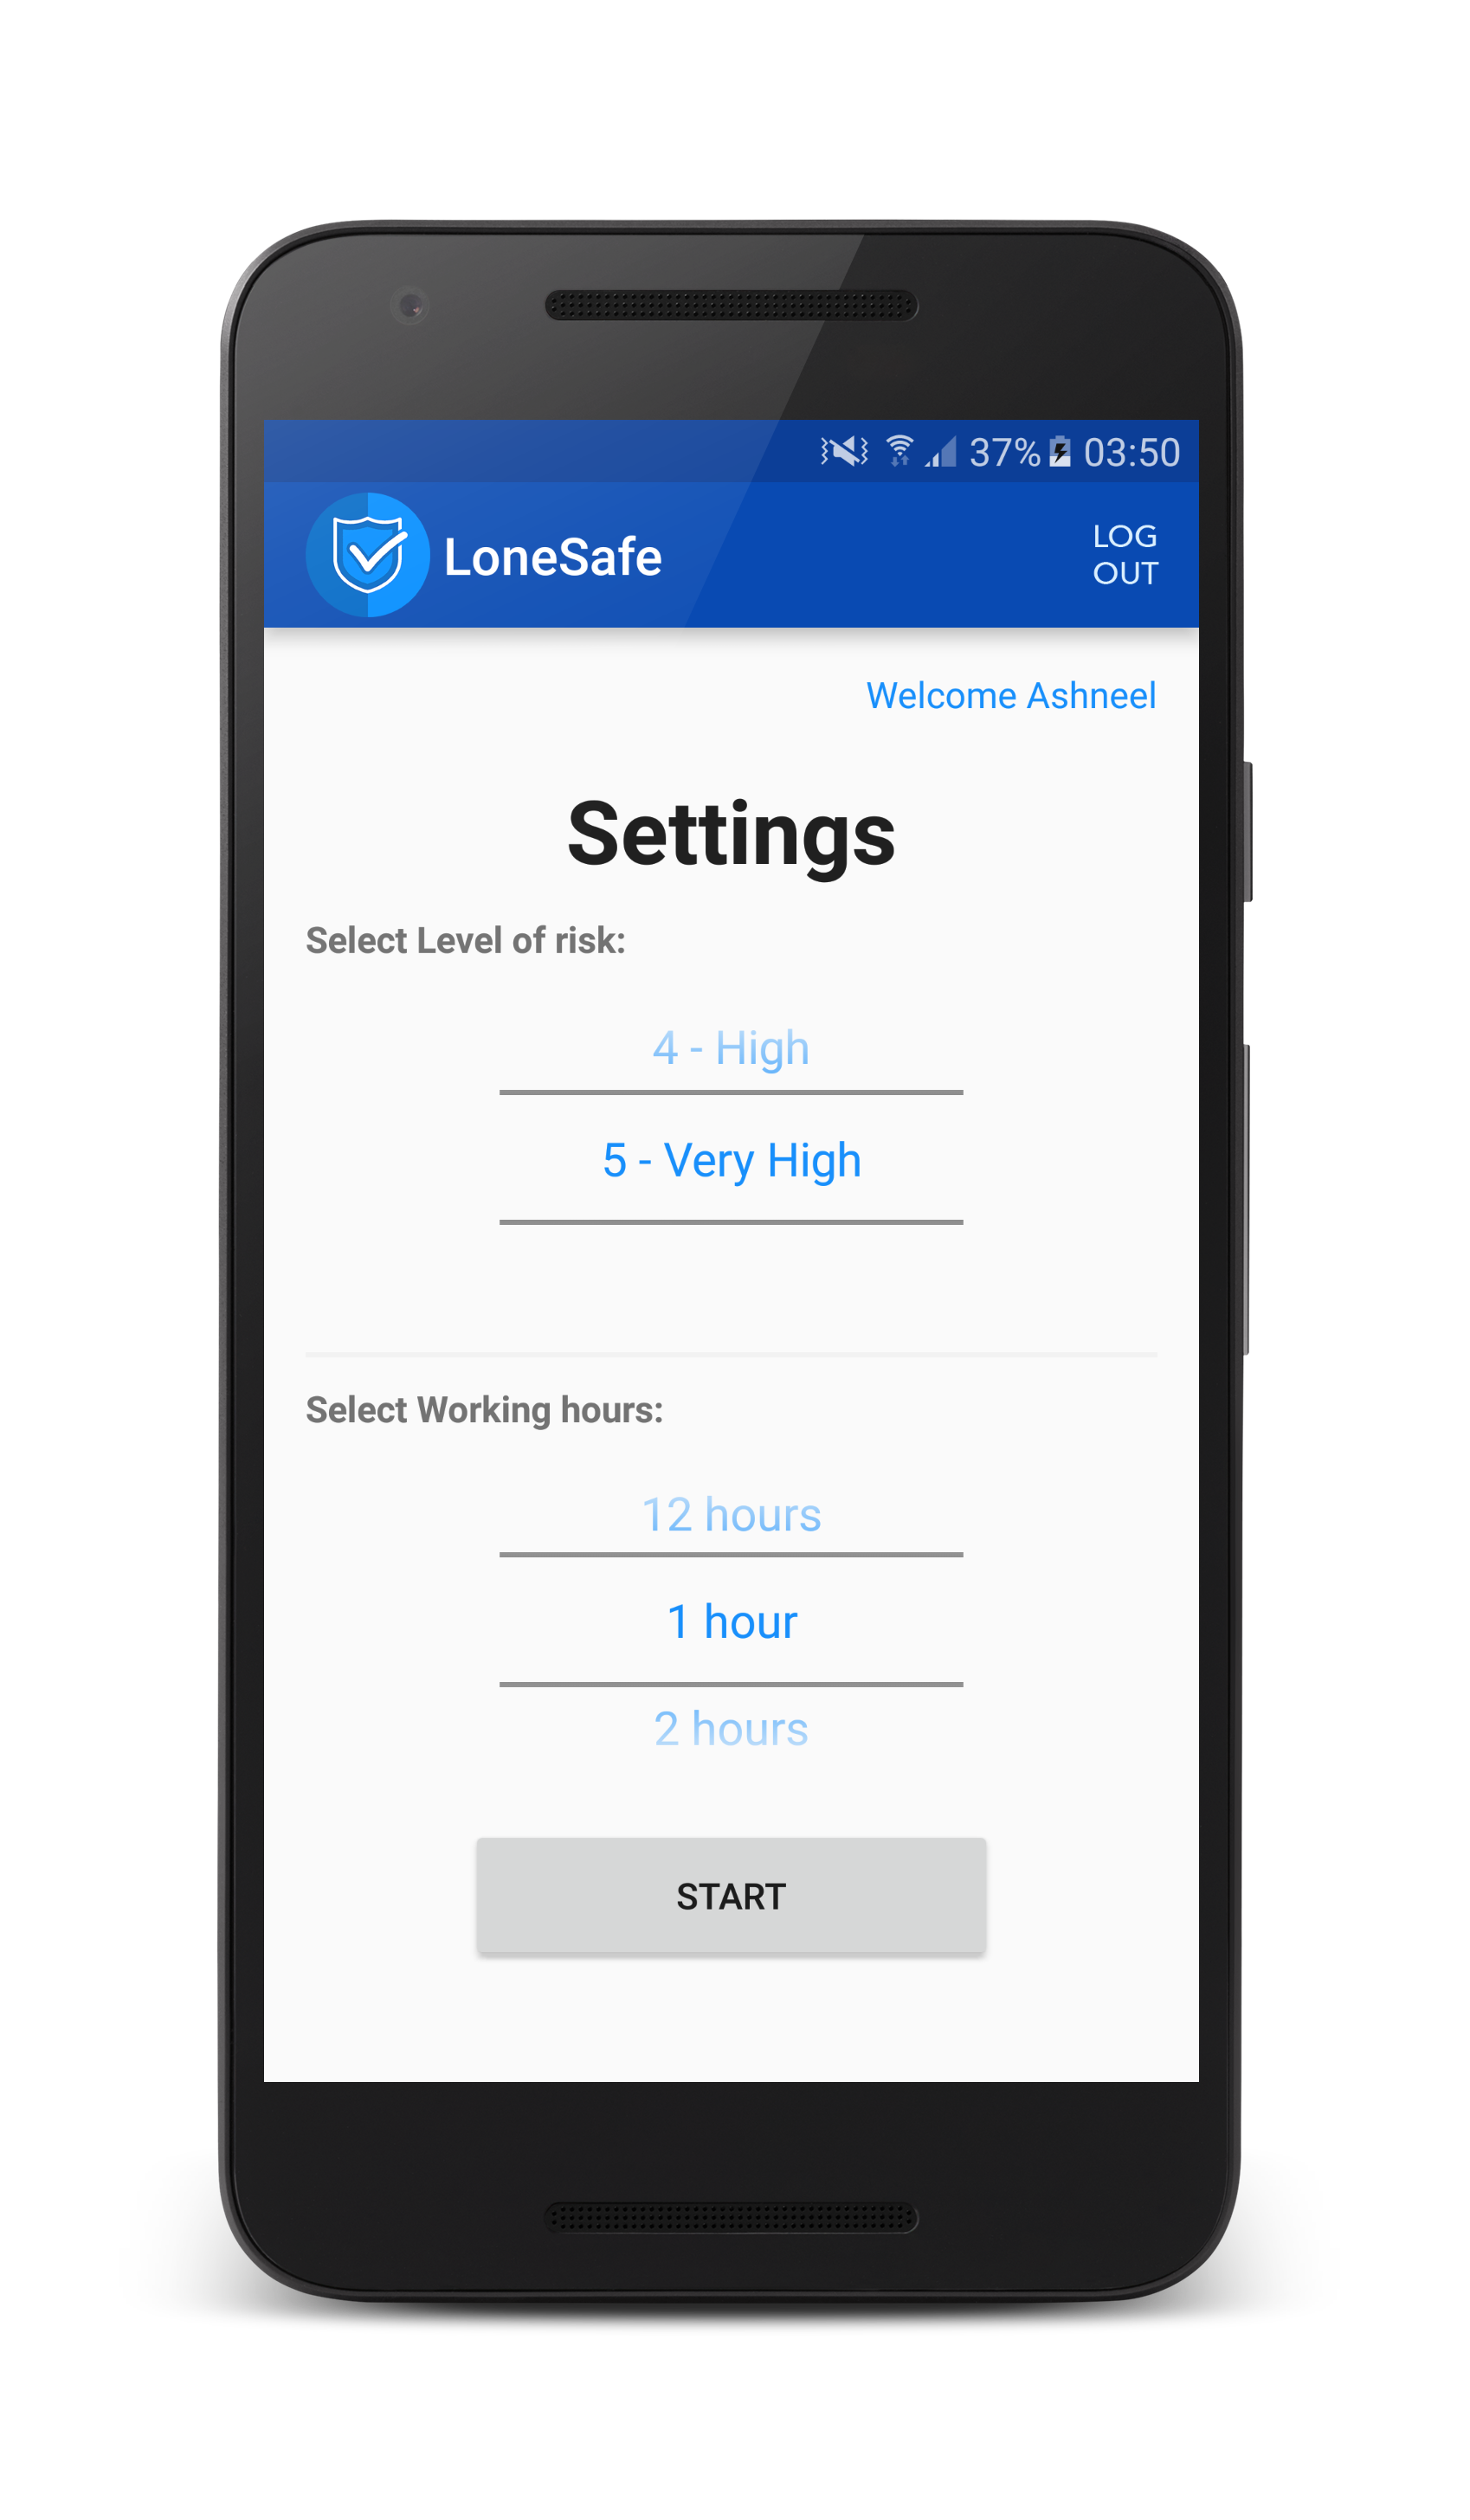 37% 03:50
LoneSafe
LOG
OUT
Welcome Ashneel
Settings
Select Level of risk:
4 - High
5 - Very High
Select Working hours:
12 hours
1 hour
2 hours
START